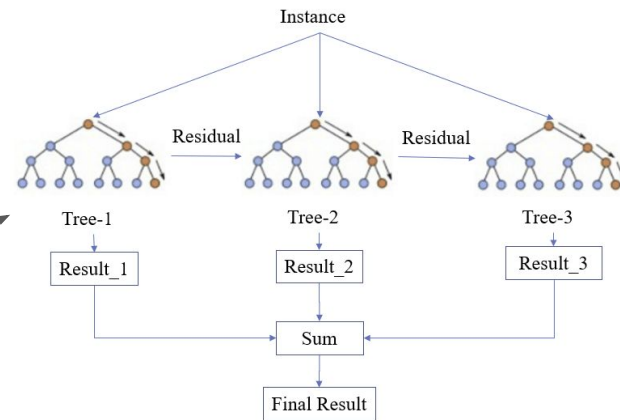 Instance
Residual
Residual
Tree-1
Tree-2
Tree-3
Result_1
Result_2
Result_3
Sum
Final Result